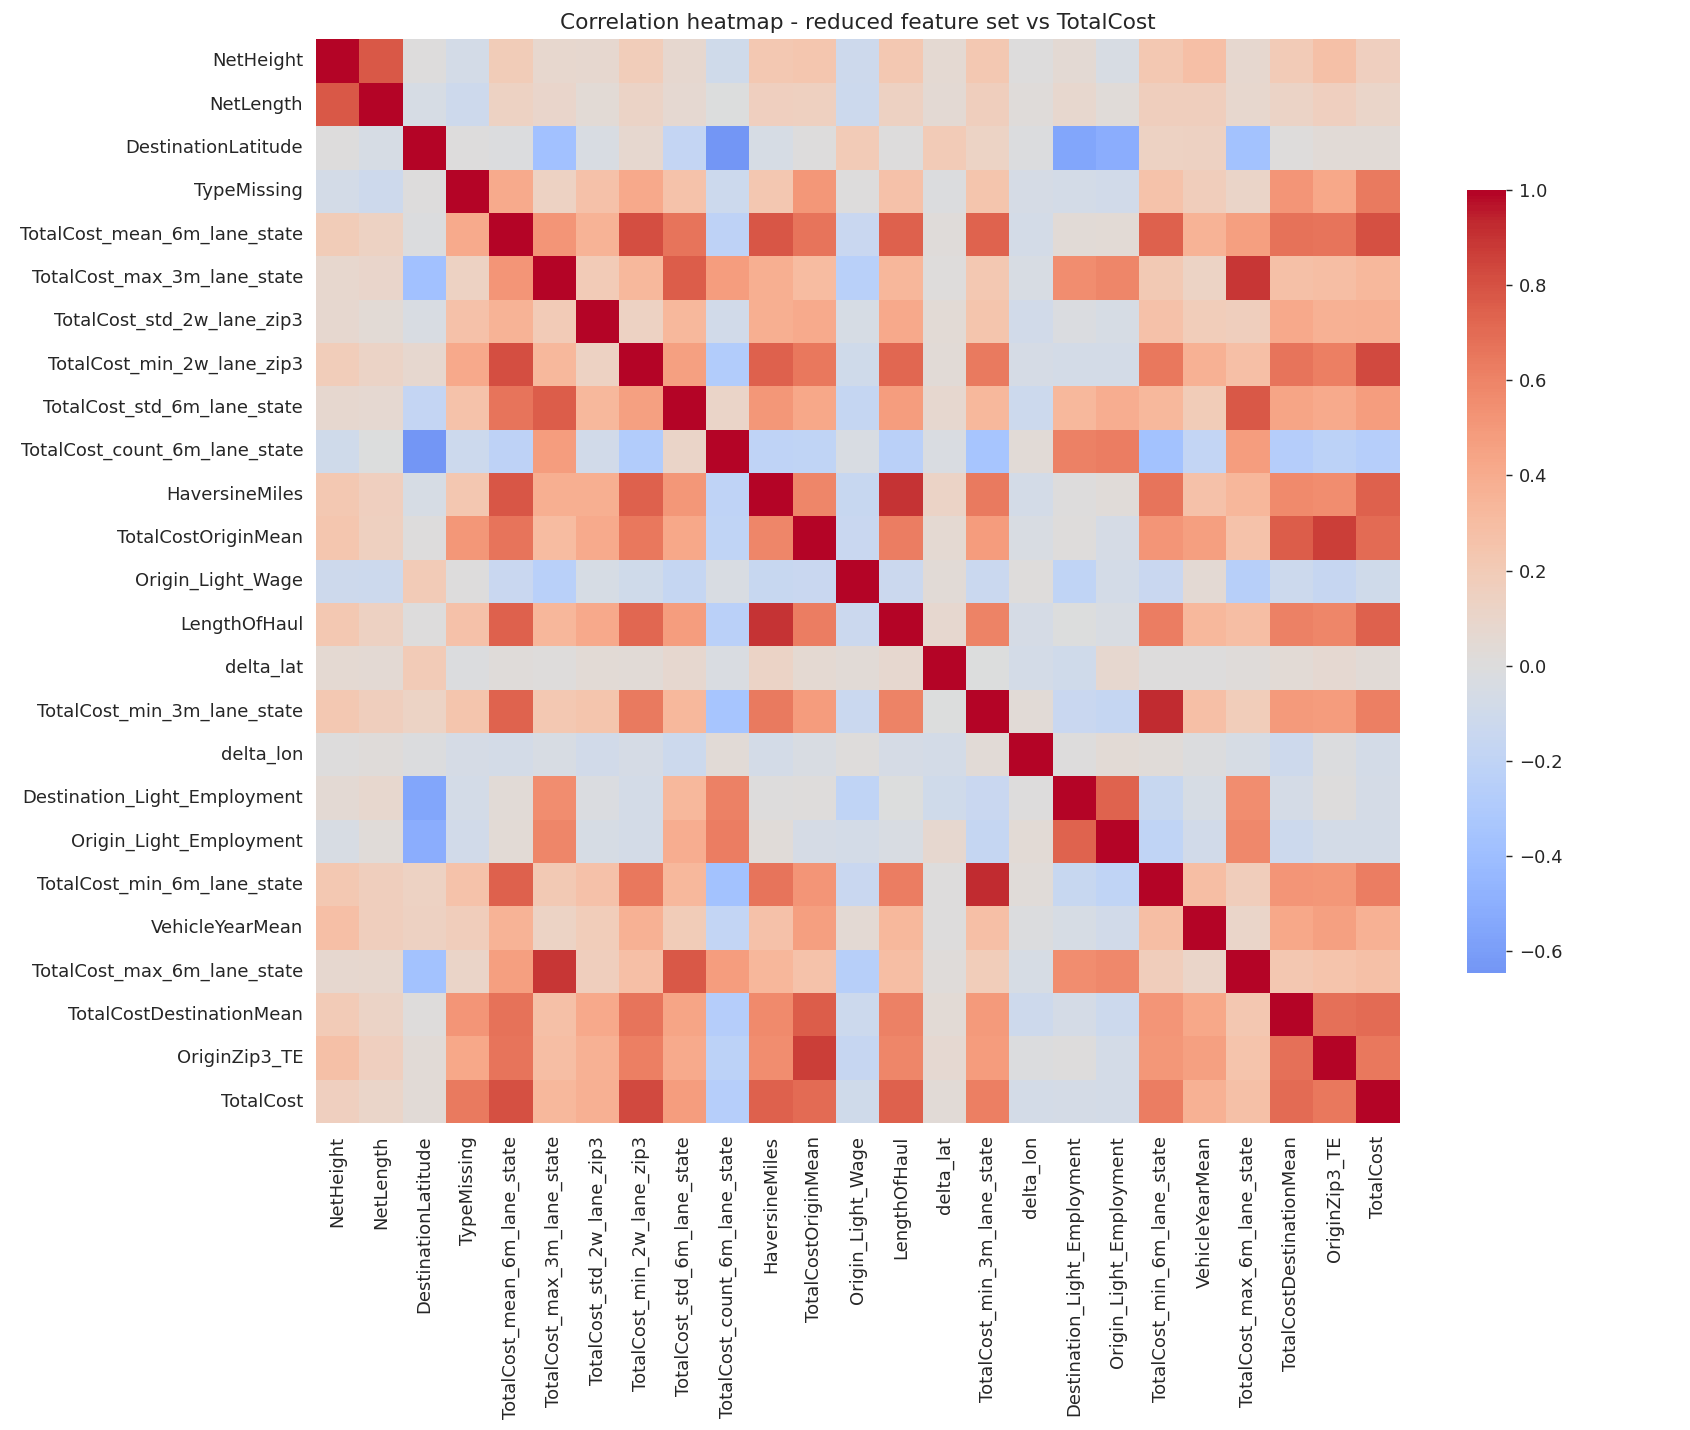 Correlation heatmap - reduced feature set vs TotalCost
NetHeight
NetLength
DestinationLatitude
TypeMissing
TotalCost_mean_6m_lane_state
TotalCost_max_3m_lane_state
TotalCost_std_2w_lane_zip3
TotalCost_min_2w_lane_zip3
TotalCost_std_6m_lane_state
TotalCost_count_6m_lane_state
HaversineMiles
TotalCostOriginMean
Origin_Light_Wage
LengthOfHaul
delta_lat
TotalCost_min_3m_lane_state
delta_lon
Destination_Light_Employment
Origin_Light_Employment
TotalCost_min_6m_lane_state
VehicleYearMean
TotalCost_max_6m_lane_state
TotalCostDestinationMean
OriginZip3_TE
TotalCost
NetHeight
NetLength
DestinationLatitude
TypeMissing
TotalCost_mean_6m_lane_state
TotalCost_max_3m_lane_state
TotalCost_std_2w_lane_zip3
TotalCost_min_2w_lane_zip3
TotalCost_std_6m_lane_state
TotalCost_count_6m_lane_state
HaversineMiles
TotalCostOriginMean
Origin_Light_Wage
LengthOfHaul
delta_lat
TotalCost_min_3m_lane_state
delta_lon
Destination_Light_Employment
Origin_Light_Employment
TotalCost_min_6m_lane_state
VehicleYearMean
TotalCost_max_6m_lane_state
TotalCostDestinationMean
OriginZip3_TE
TotalCost
1.0
0.8
0.6
0.4
0.2
0.0
−0.2
−0.4
−0.6